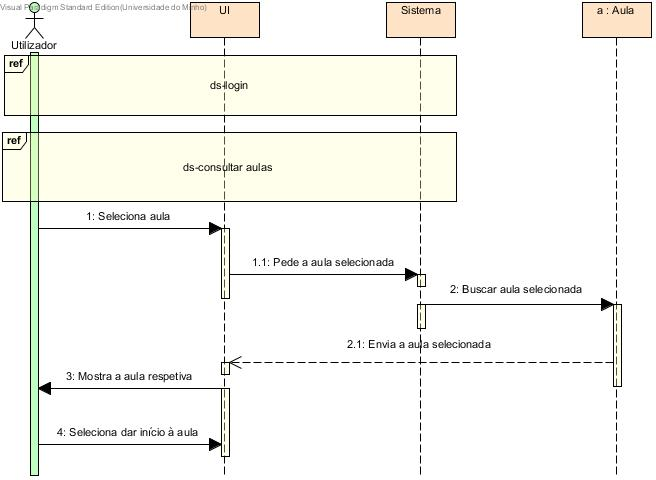 Visual Paradigm Standard Edition(Universidade do Minho)
UI
Sistema
a : Aula
Utilizador
ref
ds-login
ref
ds-consultar aulas
1: Seleciona aula
1.1: Pede a aula selecionada
2: Buscar aula selecionada
2.1: Envia a aula selecionada
3: Mostra a aula respetiva
4: Seleciona dar início à aula